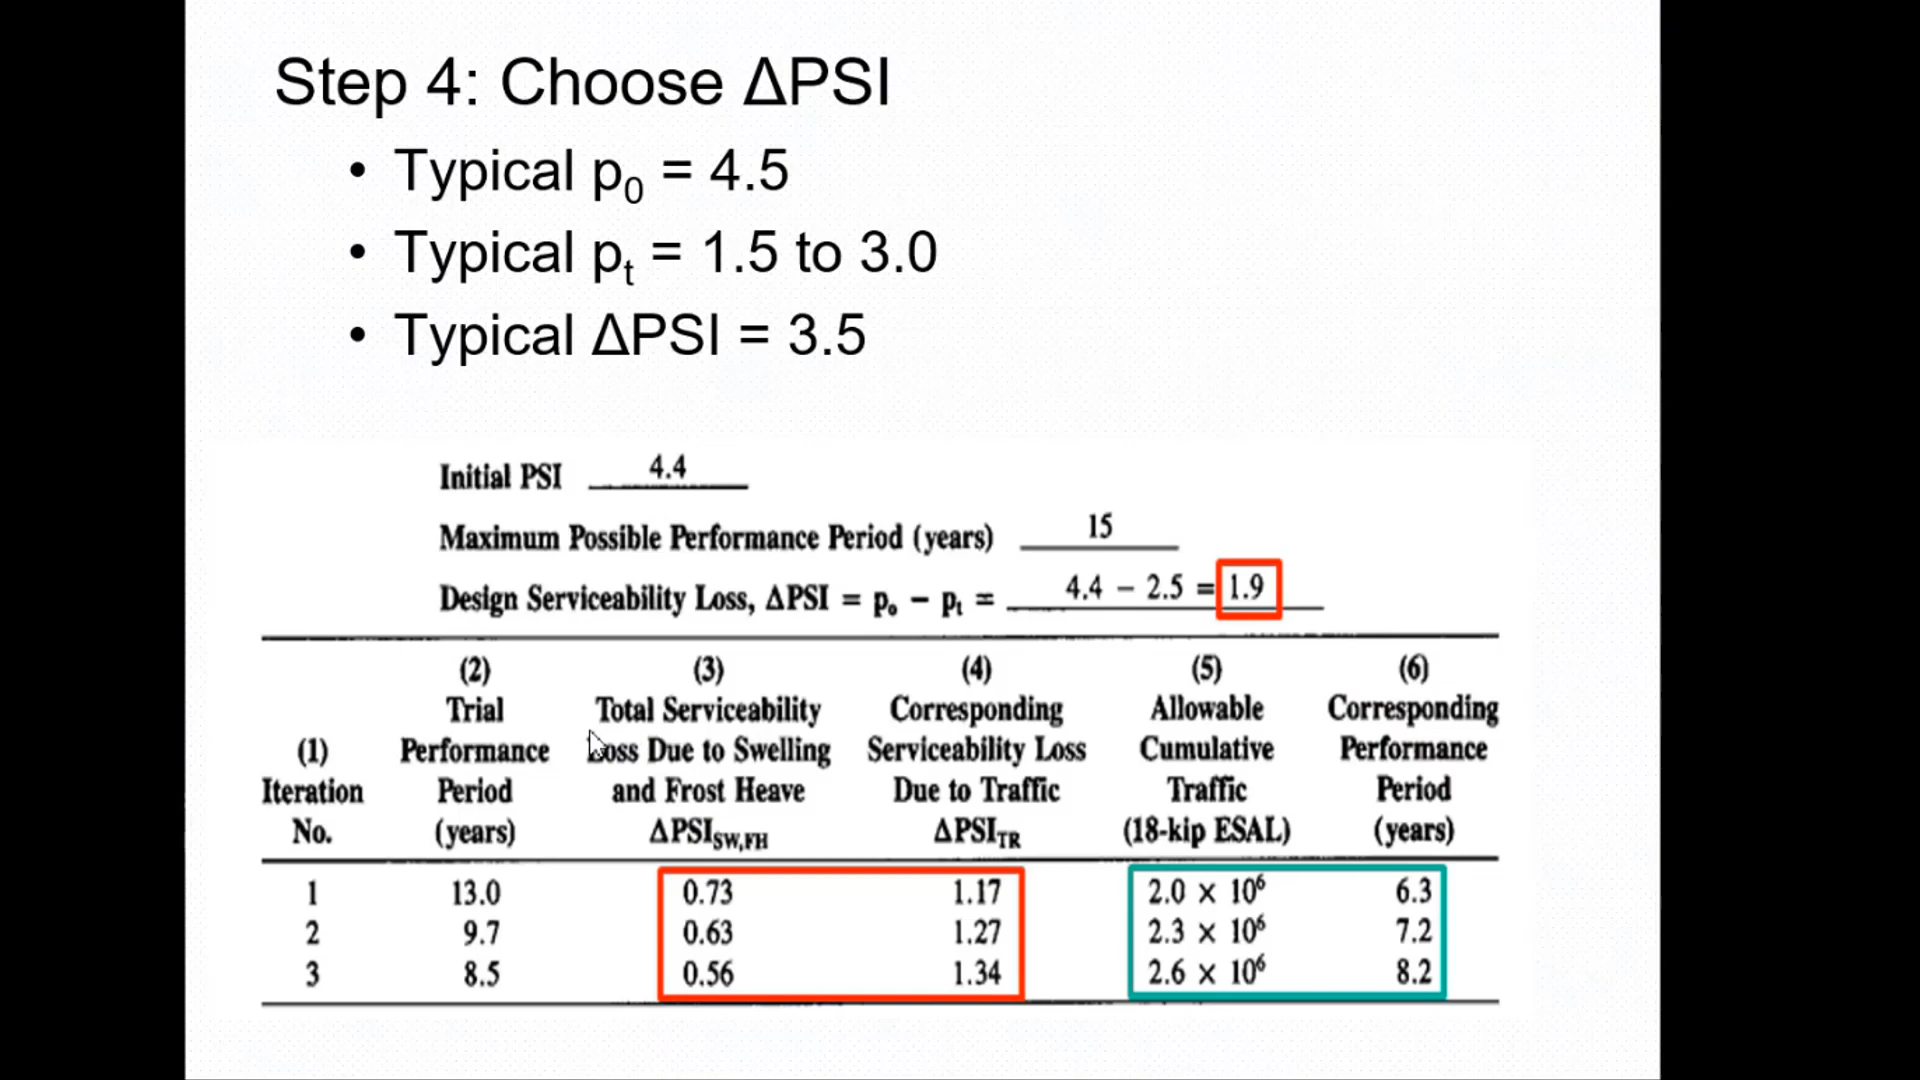 Step 4: Choose ΔPSI
• Typical p0 = 4.5
• Typical pt = 1.5 to 3.0
• Typical ΔPSI = 3.5
Initial PSI 4.4
Maximum Possible Performance Period (years) 15
Design Serviceability Loss, ΔPSI = po − pt = 4.4 − 2.5 = 1.9
(1) Iteration No.
(2) Trial Performance Period (years)
(3) Total Serviceability Loss Due to Swelling and Frost Heave ΔPSISW,FH
(4) Corresponding Serviceability Loss Due to Traffic ΔPSITR
(5) Allowable Cumulative Traffic (18-kip ESAL)
(6) Corresponding Performance Period (years)
1 13.0 0.73 1.17 2.0 × 10⁶ 6.3
2 9.7 0.63 1.27 2.3 × 10⁶ 7.2
3 8.5 0.56 1.34 2.6 × 10⁶ 8.2